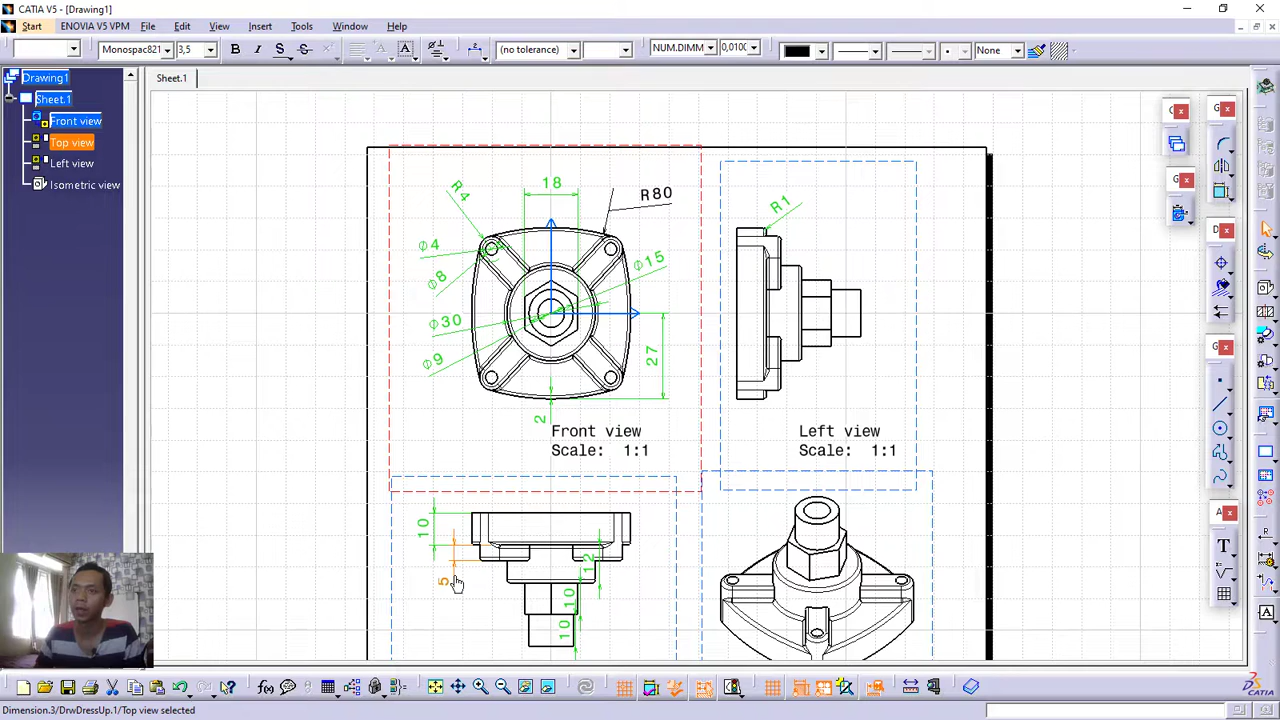 CATIA V5 - [Drawing1]
Start ENOVIA V5 VPM File Edit View Insert Tools Window Help
Monospac821 3,5 B I S S (no tolerance) NUM.DIMM 0,0100 None
Drawing1
Sheet.1
Front view
Top view
Left view
Isometric view
Sheet.1
R4
18
R80
R1
Φ4
Φ8
Φ15
Φ30
Φ9
27
2
Front view
Scale: 1:1
Left view
Scale: 1:1
10
5
12
10
10
C
G
G
D
G
A
T
f(x)
CATIA
Dimension.3/DrwDressUp.1/Top view selected